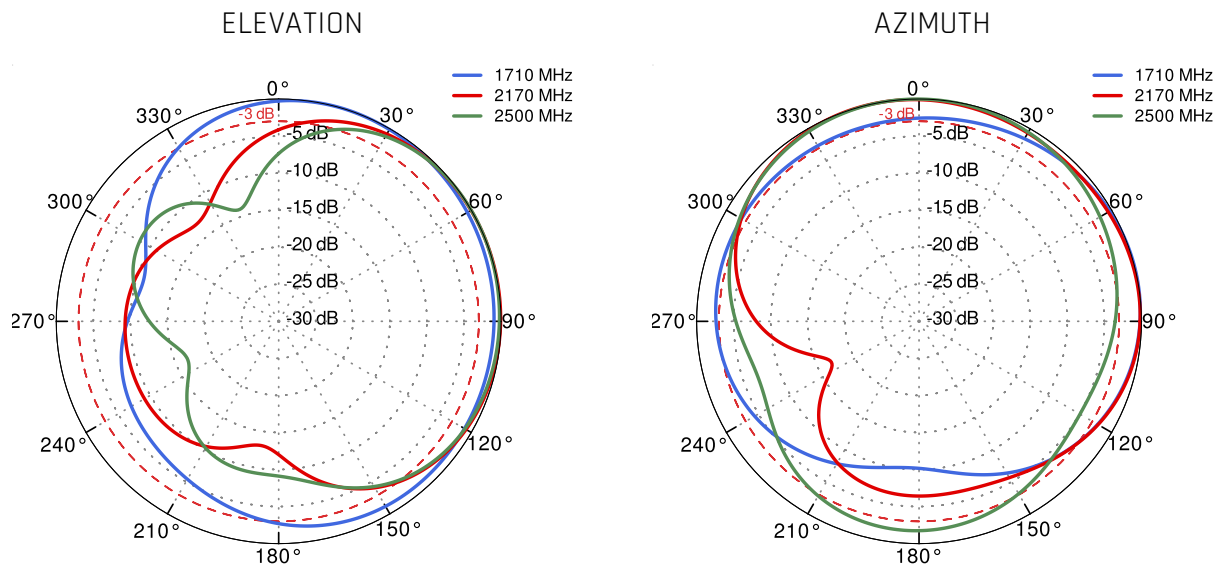 ELEVATION
1710 MHz
2170 MHz
2500 MHz
0°
330°
-3 dB
30°
-5 dB
-10 dB
300°
60°
-15 dB
-20 dB
-25 dB
270°
-30 dB
90°
240°
120°
210°
150°
180°
AZIMUTH
1710 MHz
2170 MHz
2500 MHz
0°
330°
-3 dB
30°
-5 dB
-10 dB
300°
60°
-15 dB
-20 dB
-25 dB
270°
-30 dB
90°
240°
120°
210°
150°
180°